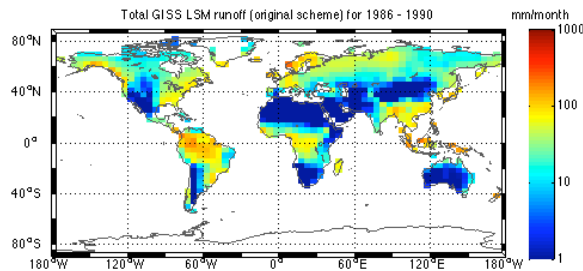 Total GISS LSM runoff (original scheme) for 1986 - 1990
mm/month
80°N
40°N
0°
40°S
80°S
180°W 120°W 60°W 0° 60°E 120°E 180°W
1000
100
10
1